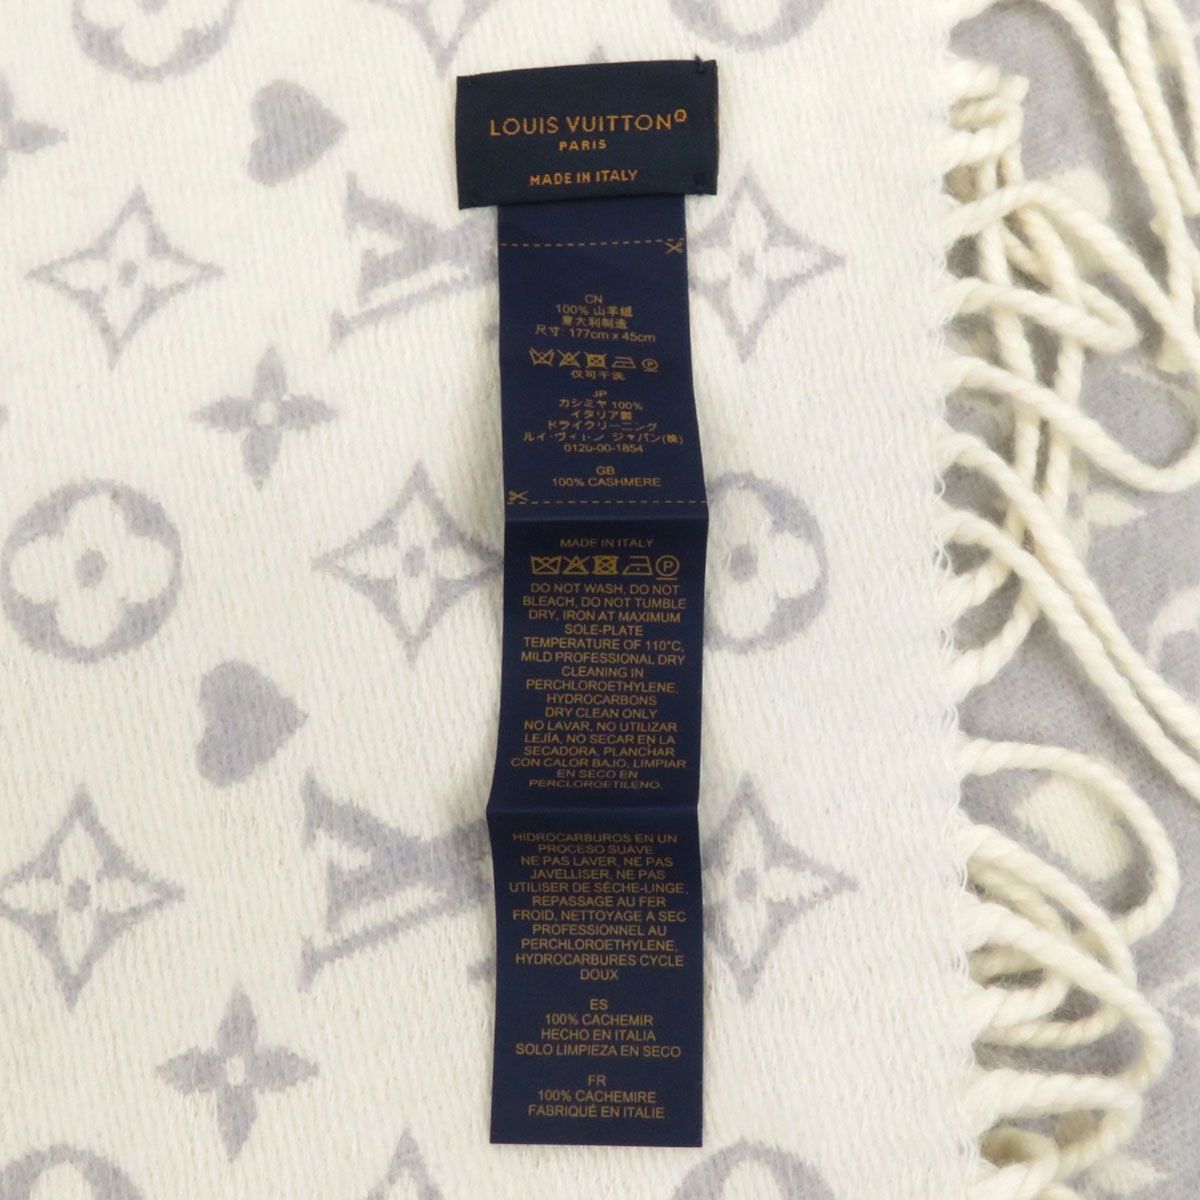 LOUIS VUITTON®
PARIS
MADE IN ITALY
CN
100% 山羊绒
意大利制造
尺寸: 177cm x 45cm
仅可干洗
JP
カシミヤ 100%
イタリア製
ドライクリーニング
ルイ·ヴィトン ジャパン(株)
0120-00-1854
GB
100% CASHMERE
MADE IN ITALY
P
DO NOT WASH, DO NOT
BLEACH, DO NOT TUMBLE
DRY, IRON AT MAXIMUM
SOLE-PLATE
TEMPERATURE OF 110°C,
MILD PROFESSIONAL DRY
CLEANING IN
PERCHLOROETHYLENE,
HYDROCARBONS
DRY CLEAN ONLY
NO LAVAR, NO UTILIZAR
LEJÍA, NO SECAR EN LA
SECADORA, PLANCHAR
CON CALOR BAJO, LIMPIAR
EN SECO EN
PERCLOROETILENO,
HIDROCARBUROS EN UN
PROCESO SUAVE
NE PAS LAVER, NE PAS
JAVELLISER, NE PAS
UTILISER DE SÈCHE-LINGE,
REPASSAGE AU FER
FROID, NETTOYAGE A SEC
PROFESSIONNEL AU
PERCHLOROETHYLENE,
HYDROCARBURES CYCLE
DOUX
ES
100% CACHEMIR
HECHO EN ITALIA
SOLO LIMPIEZA EN SECO
FR
100% CACHEMIRE
FABRIQUÉ EN ITALIE